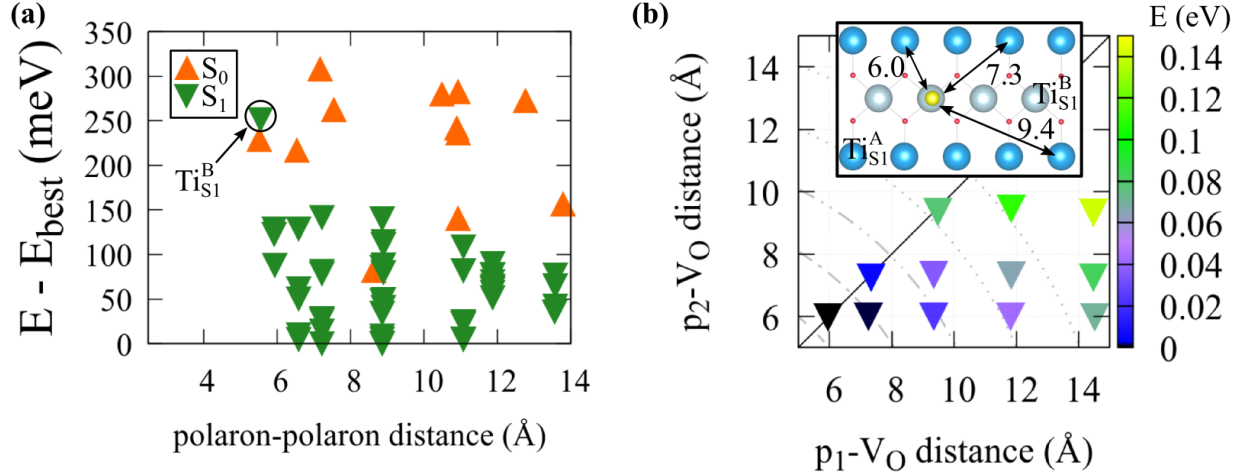 (a)
350
300
250
200
150
100
50
0
E - E_best (meV)
S_0
S_1
Ti^B_S1
4
6
8
10
12
14
polaron-polaron distance (Å)
(b)
E (eV)
14
12
10
8
6
p_2-V_O distance (Å)
6.0
7.3
9.4
Ti^B_S1
Ti^A_S1
0.14
0.12
0.1
0.08
0.06
0.04
0.02
0
6
8
10
12
14
p_1-V_O distance (Å)